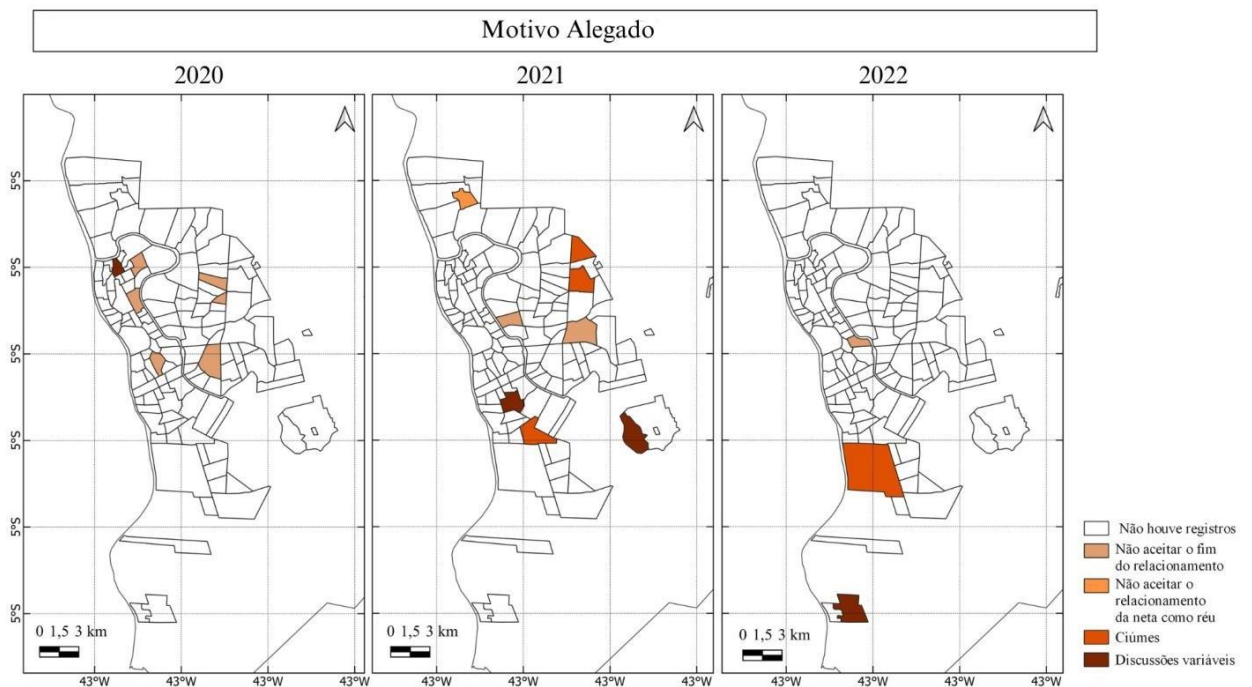 Motivo Alegado
2020
2021
2022
5°S
5°S
5°S
5°S
5°S
5°S
0 1,5 3 km
0 1,5 3 km
0 1,5 3 km
43°W 43°W 43°W 43°W
43°W 43°W 43°W 43°W
43°W 43°W 43°W 43°W
Não houve registros
Não aceitar o fim
do relacionamento
Não aceitar o
relacionamento
da neta como réu
Ciúmes
Discussões variáveis